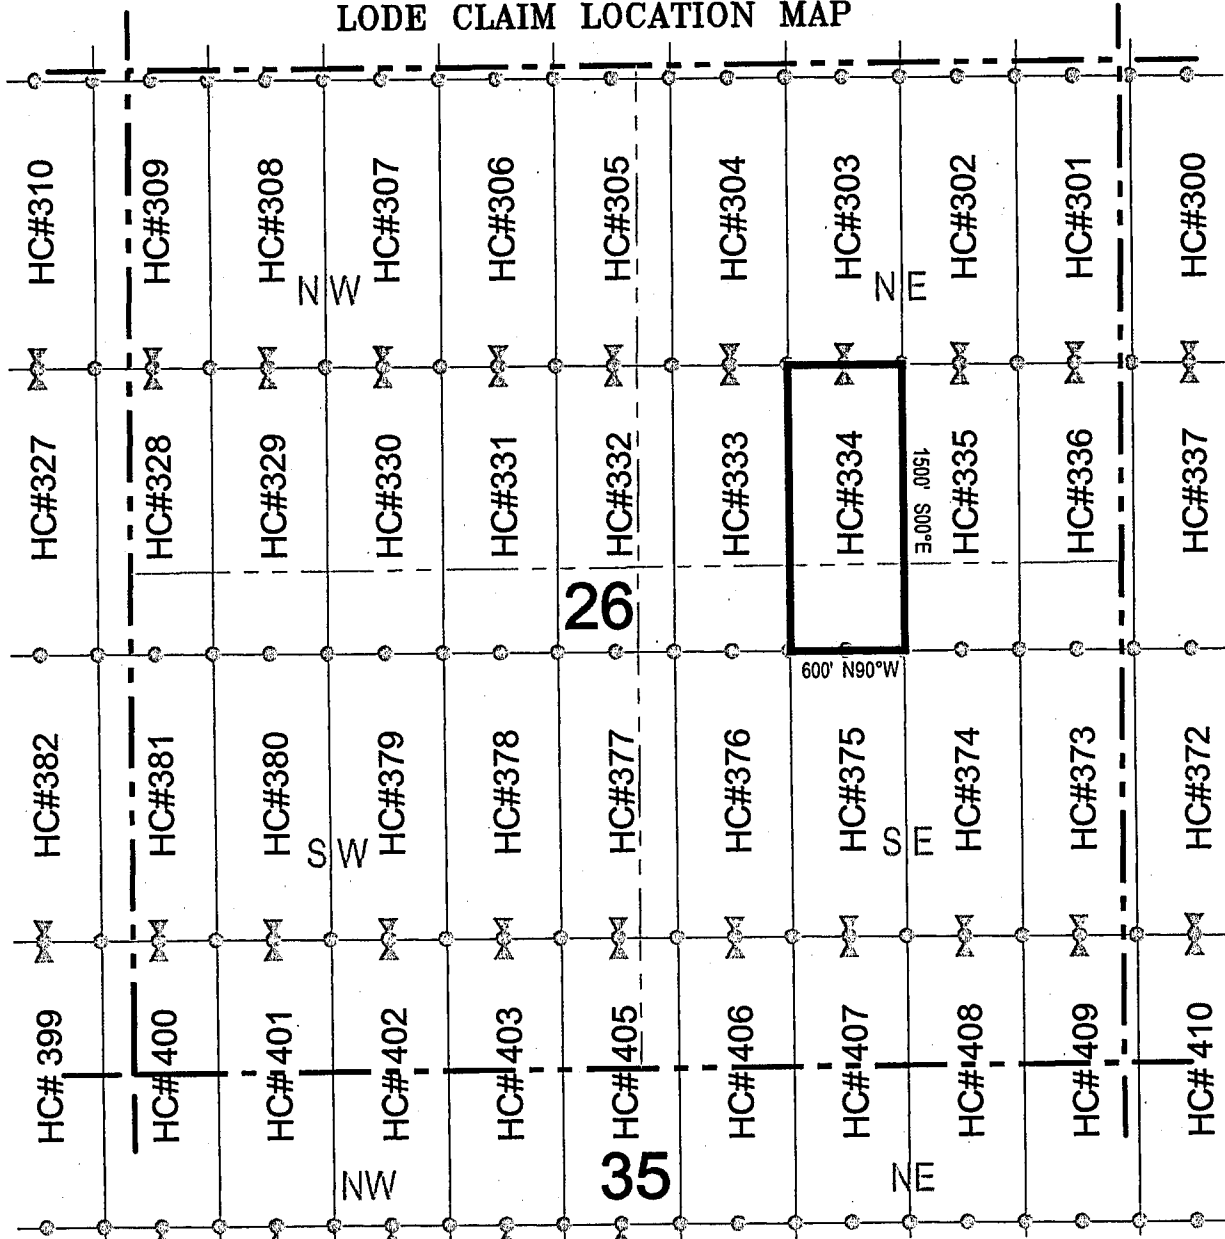 LODE CLAIM LOCATION MAP
HC#310
HC#309
HC#308
HC#307
HC#306
HC#305
HC#304
HC#303
HC#302
HC#301
HC#300
NW
NE
HC#327
HC#328
HC#329
HC#330
HC#331
HC#332
HC#333
HC#334
1500' S00°E
HC#335
HC#336
HC#337
26
600' N90°W
HC#382
HC#381
HC#380
HC#379
HC#378
HC#377
HC#376
HC#375
HC#374
HC#373
HC#372
SW
SE
HC# 399
HC# 400
HC# 401
HC# 402
HC# 403
HC# 405
HC# 406
HC# 407
HC# 408
HC# 409
HC# 410
NW
35
NE